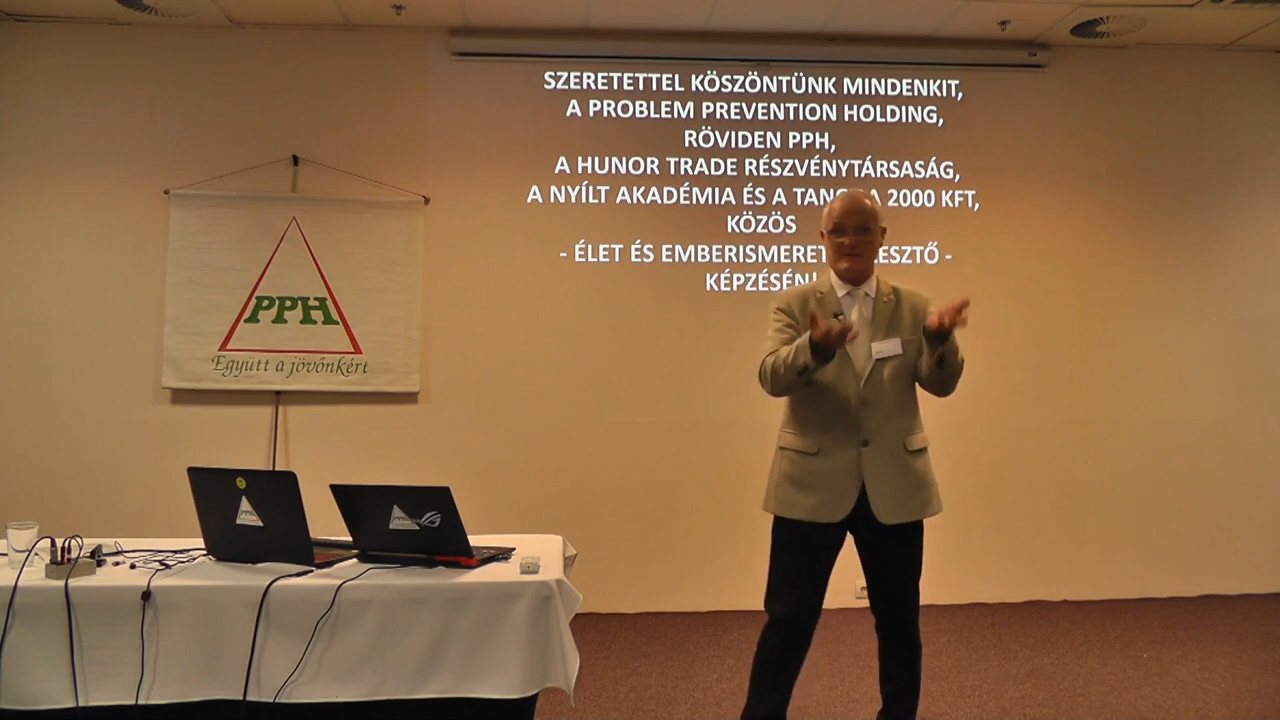 SZERETETTEL KÖSZÖNTÜNK MINDENKIT,
A PROBLEM PREVENTION HOLDING,
RÖVIDEN PPH,
A HUNOR TRADE RÉSZVÉNYTÁRSASÁG,
A NYÍLT AKADÉMIA ÉS A 2000 KFT,
KÖZÖS
- ÉLET ÉS -
KÉPZÉSÉN!
PPH
Együtt a jövőnkért